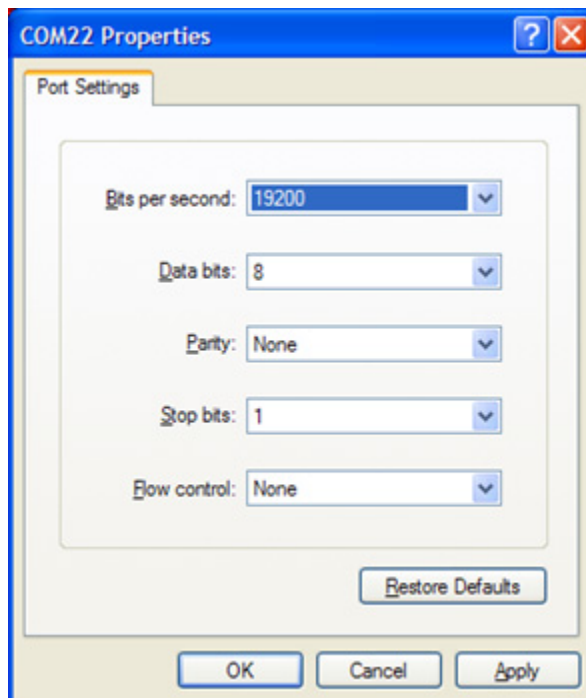 COM22 Properties
Port Settings
Bits per second: 19200
Data bits: 8
Parity: None
Stop bits: 1
Flow control: None
Restore Defaults
OK Cancel Apply